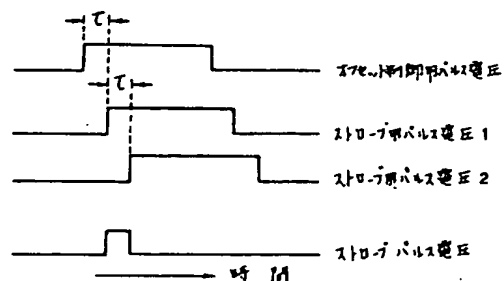 τ
τ
オフセット制御用パルス電圧
ストローブ用パルス電圧 1
ストローブ用パルス電圧 2
ストローブ パルス電圧
時 間